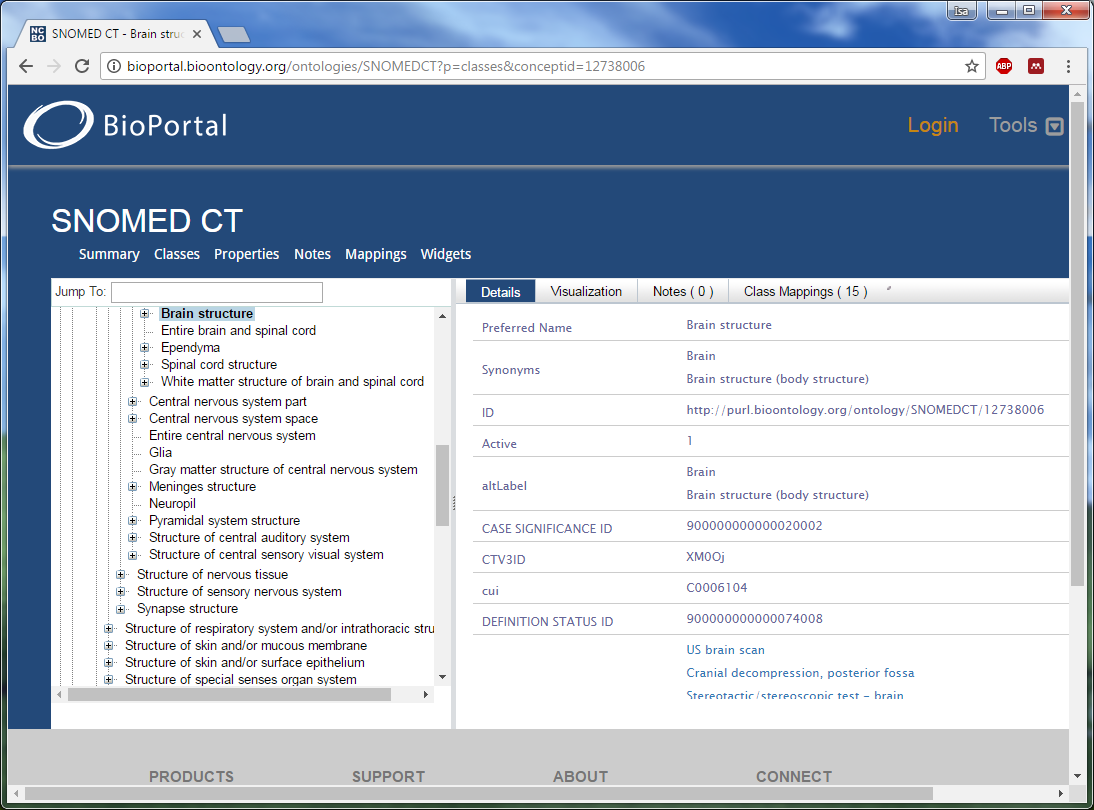 Isa
NC
BO
SNOMED CT - Brain struc
bioportal.bioontology.org/ontologies/SNOMEDCT?p=classes&conceptid=12738006
ABP
BioPortal
Login
Tools
SNOMED CT
Summary Classes Properties Notes Mappings Widgets
Jump To:
Brain structure
Entire brain and spinal cord
Ependyma
Spinal cord structure
White matter structure of brain and spinal cord
Central nervous system part
Central nervous system space
Entire central nervous system
Glia
Gray matter structure of central nervous system
Meninges structure
Neuropil
Pyramidal system structure
Structure of central auditory system
Structure of central sensory visual system
Structure of nervous tissue
Structure of sensory nervous system
Synapse structure
Structure of respiratory system and/or intrathoracic stru
Structure of skin and/or mucous membrane
Structure of skin and/or surface epithelium
Structure of special senses organ system
Details Visualization Notes ( 0 ) Class Mappings ( 15 )
Preferred Name Brain structure
Synonyms Brain
Brain structure (body structure)
ID http://purl.bioontology.org/ontology/SNOMEDCT/12738006
Active 1
altLabel Brain
Brain structure (body structure)
CASE SIGNIFICANCE ID 900000000000020002
CTV3ID XM0Oj
cui C0006104
DEFINITION STATUS ID 900000000000074008
US brain scan
Cranial decompression, posterior fossa
Stereotactic/stereoscopic test - brain
PRODUCTS SUPPORT ABOUT CONNECT